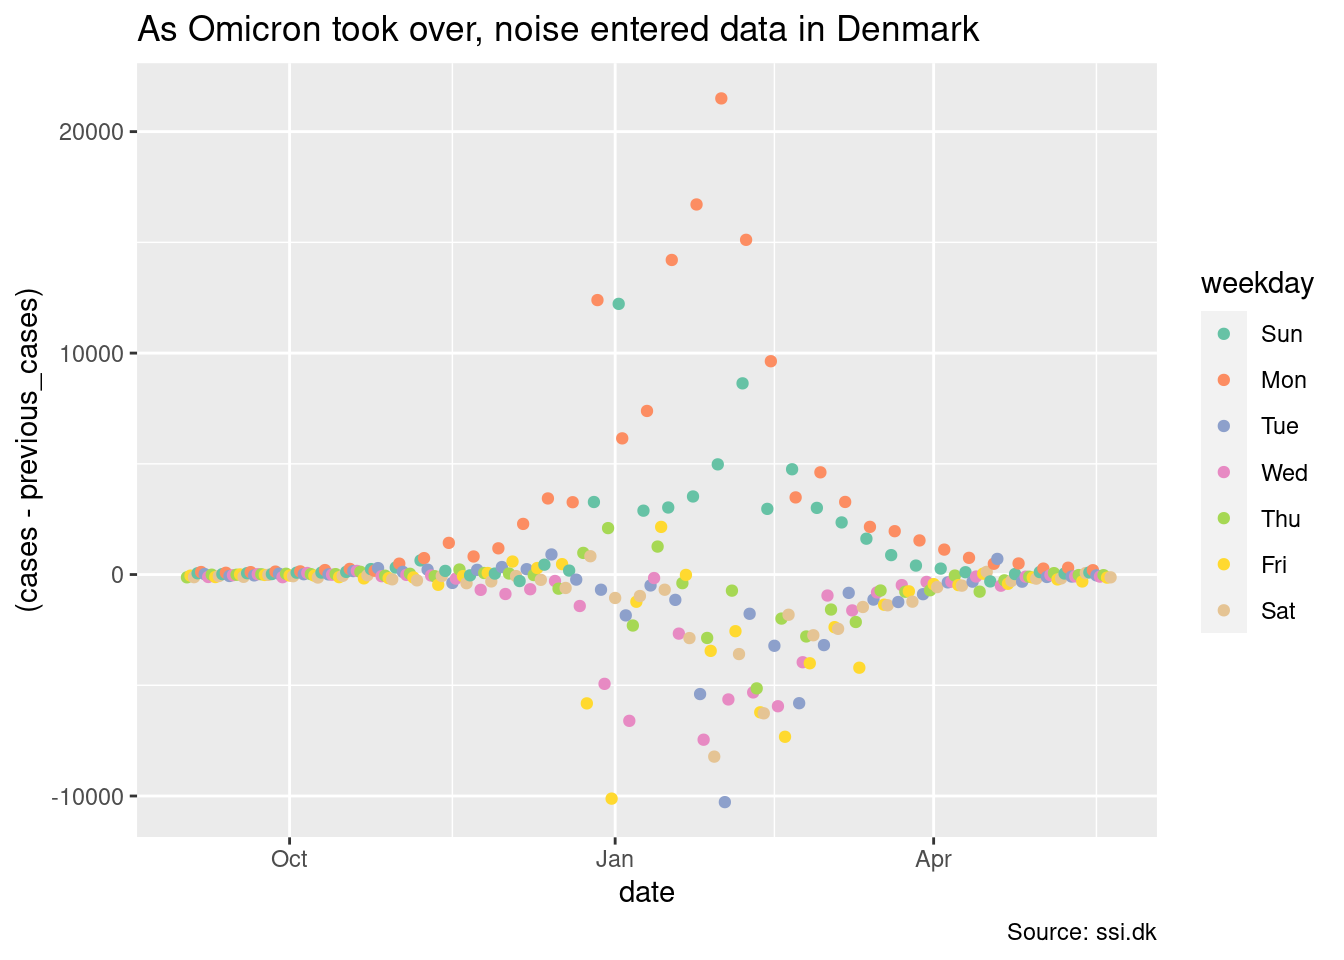 As Omicron took over, noise entered data in Denmark
(cases - previous_cases)
20000
10000
0
-10000
Oct
Jan
Apr
date
weekday
Sun
Mon
Tue
Wed
Thu
Fri
Sat
Source: ssi.dk